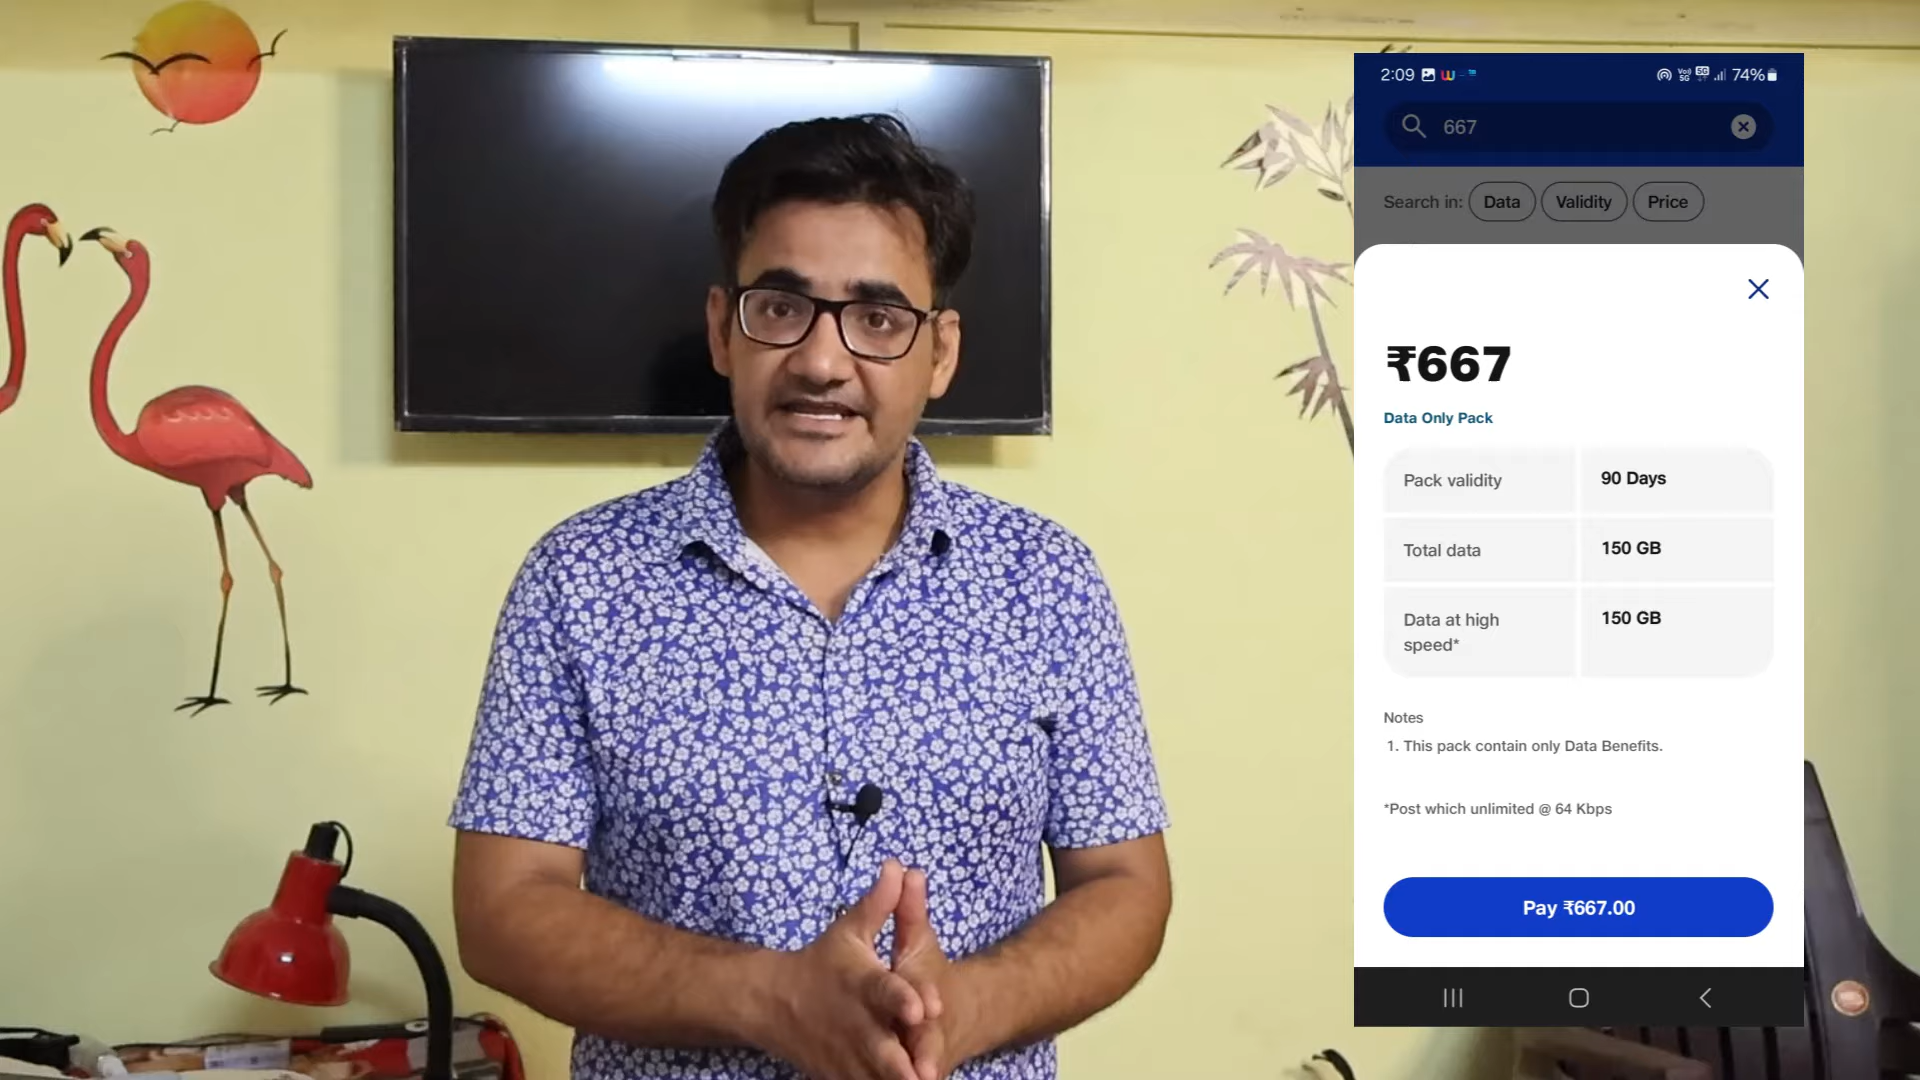 2:09
74%
667
Search in: Data Validity Price
₹667
Data Only Pack
Pack validity 90 Days
Total data 150 GB
Data at high speed* 150 GB
Notes
1. This pack contain only Data Benefits.
*Post which unlimited @ 64 Kbps
Pay ₹667.00